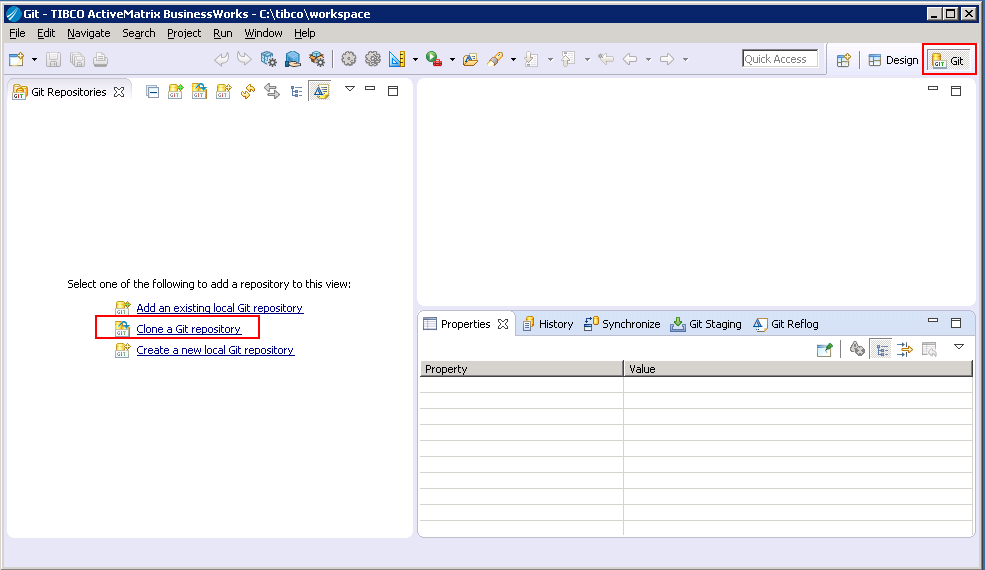 Git - TIBCO ActiveMatrix BusinessWorks - C:\tibco\workspace
File Edit Navigate Search Project Run Window Help
Quick Access Design Git
Git Repositories
Select one of the following to add a repository to this view:
Add an existing local Git repository
Clone a Git repository
Create a new local Git repository
Properties History Synchronize Git Staging Git Reflog
Property Value